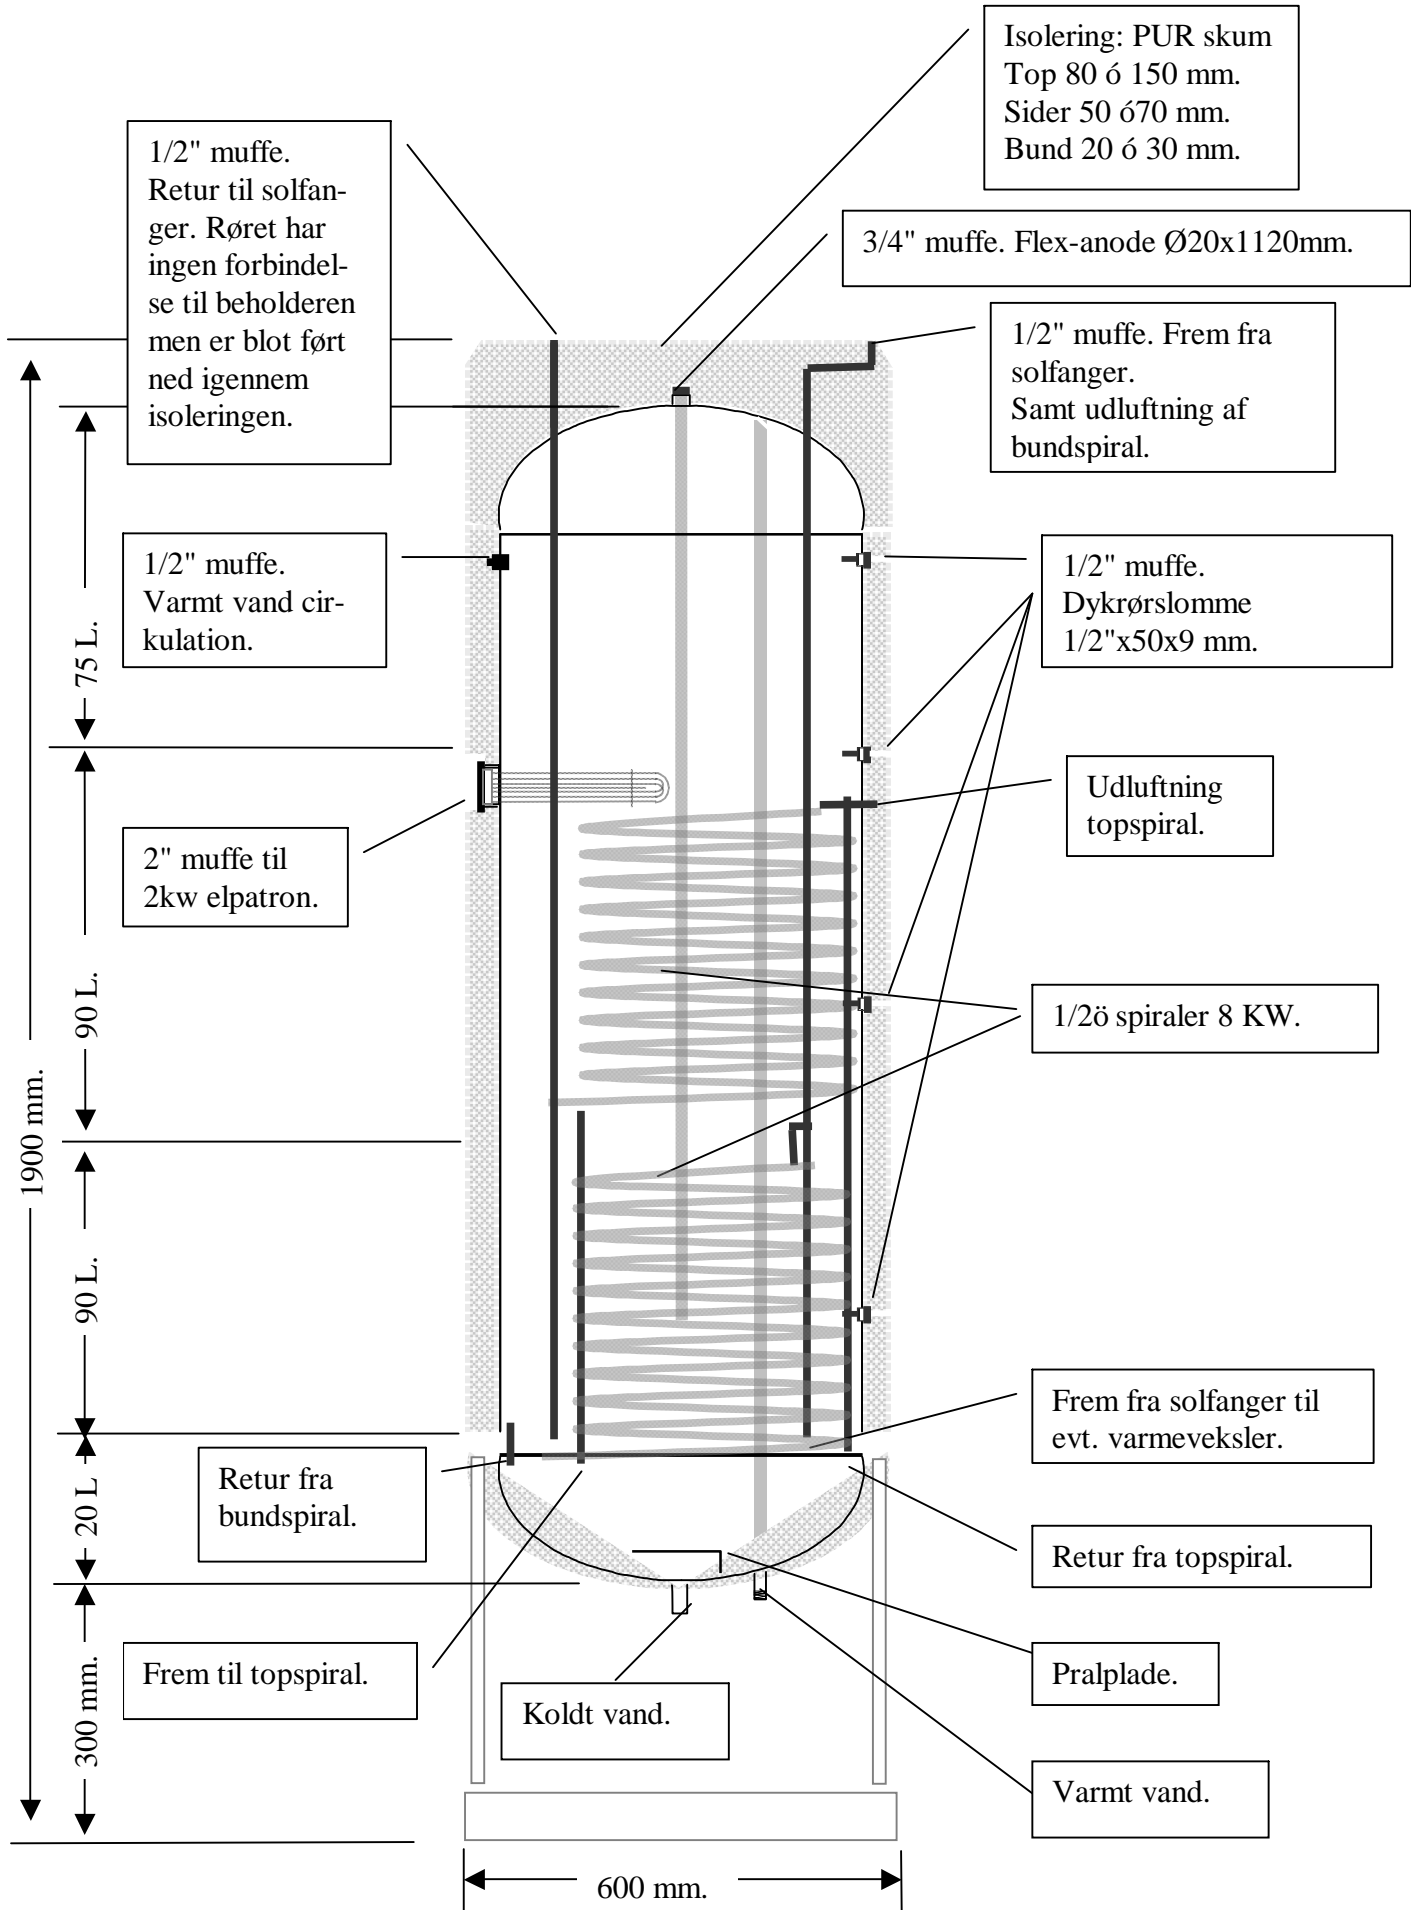 Isolering: PUR skum
Top 80 ó 150 mm.
Sider 50 ó70 mm.
Bund 20 ó 30 mm.
1/2" muffe.
Retur til solfan-
ger. Røret har
ingen forbindel-
se til beholderen
men er blot ført
ned igennem
isoleringen.
3/4" muffe. Flex-anode Ø20x1120mm.
1/2" muffe. Frem fra
solfanger.
Samt udluftning af
bundspiral.
1/2" muffe.
Varmt vand cir-
kulation.
1/2" muffe.
Dykrørslomme
1/2"x50x9 mm.
75 L.
Udluftning
topspiral.
2" muffe til
2kw elpatron.
90 L.
1/2ö spiraler 8 KW.
1900 mm.
90 L.
Frem fra solfanger til
evt. varmeveksler.
Retur fra
bundspiral.
20 L
Retur fra topspiral.
Frem til topspiral.
300 mm.
Koldt vand.
Pralplade.
Varmt vand.
600 mm.